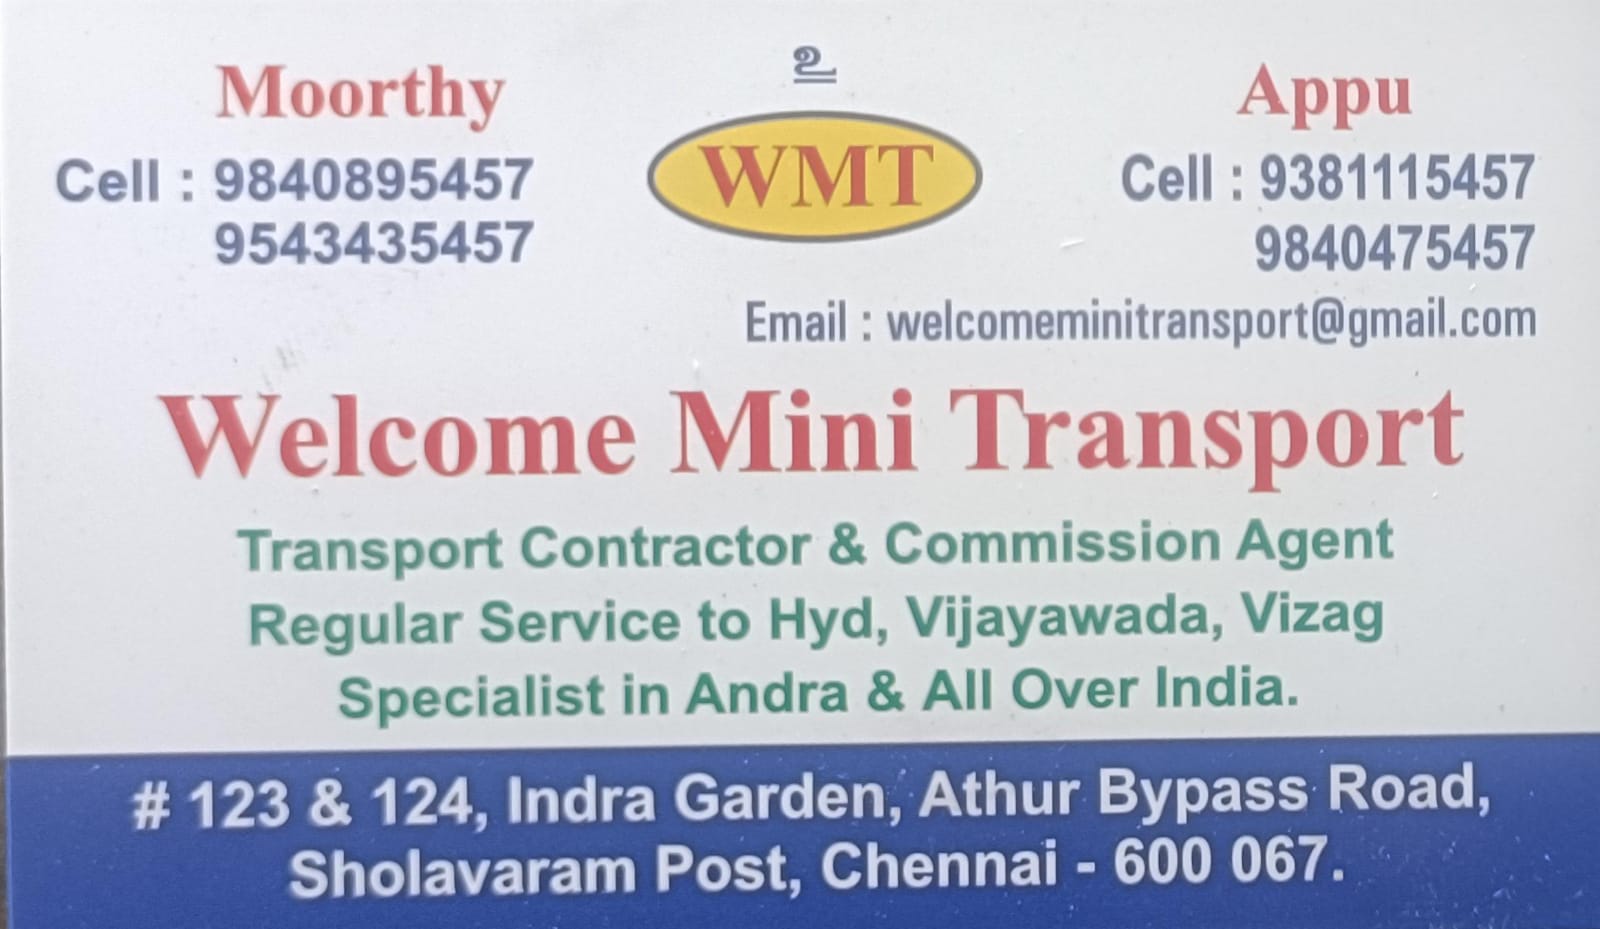 உ
Moorthy
Cell : 9840895457
9543435457
WMT
Appu
Cell : 9381115457
9840475457
Email : welcomeminitransport@gmail.com
Welcome Mini Transport
Transport Contractor & Commission Agent
Regular Service to Hyd, Vijayawada, Vizag
Specialist in Andra & All Over India.
# 123 & 124, Indra Garden, Athur Bypass Road,
Sholavaram Post, Chennai - 600 067.